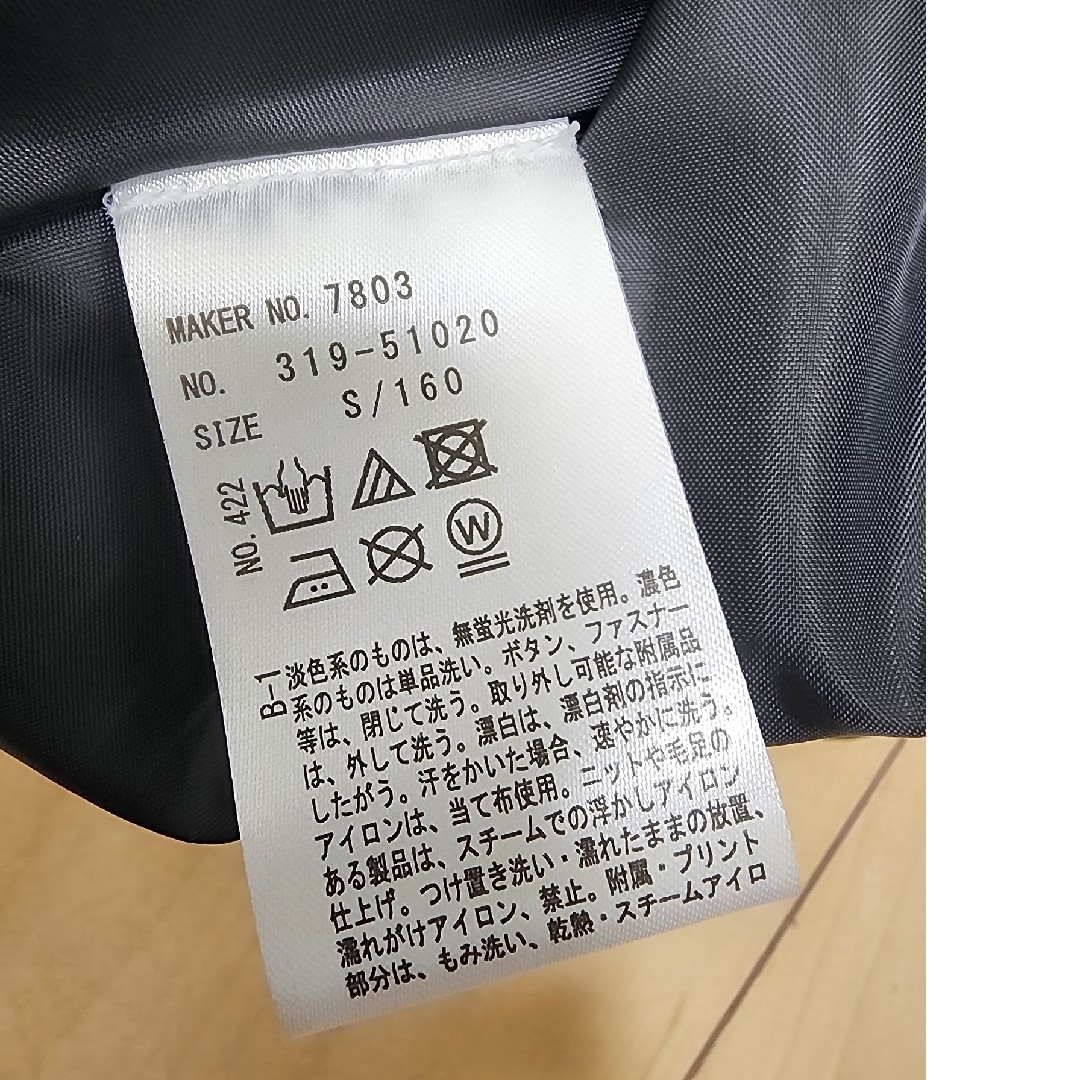 MAKER NO. 7803
NO. 319-51020
SIZE S/160
NO. 422
W
B-1
淡色系のものは、無蛍光洗剤を使用。濃色
系のものは単品洗い。ボタン、ファスナー
等は、閉じて洗う。取り外し可能な附属品
は、外して洗う。漂白は、漂白剤の指示に
したがう。汗をかいた場合、速やかに洗う。
アイロンは、当て布使用。ニットや毛足の
ある製品は、スチームでの浮かしアイロン
仕上げ。つけ置き洗い・濡れたままの放置、
濡れがけアイロン、禁止。附属・プリント
部分は、もみ洗い、乾熱・スチームアイロ